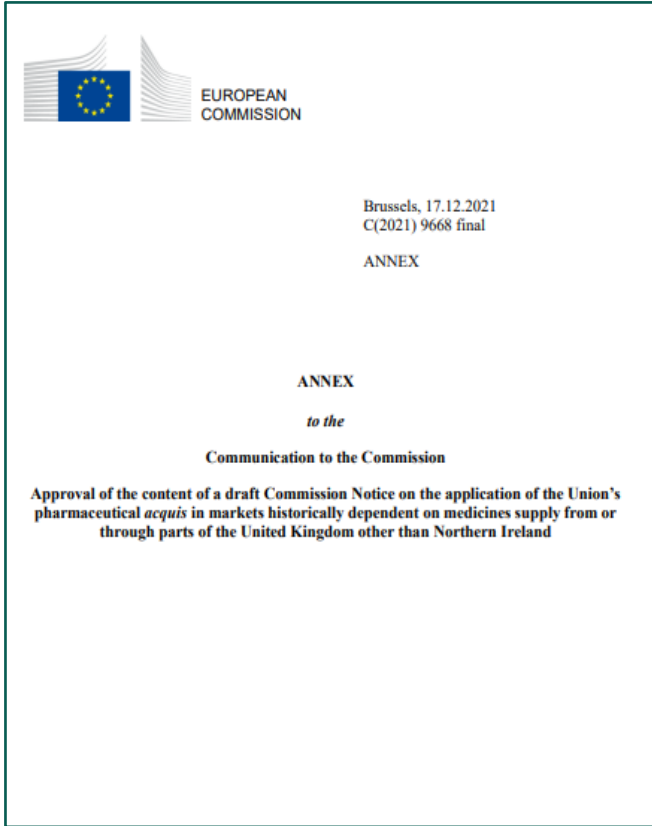 EUROPEAN
COMMISSION
Brussels, 17.12.2021
C(2021) 9668 final
ANNEX
ANNEX
to the
Communication to the Commission
Approval of the content of a draft Commission Notice on the application of the Union's
pharmaceutical acquis in markets historically dependent on medicines supply from or
through parts of the United Kingdom other than Northern Ireland